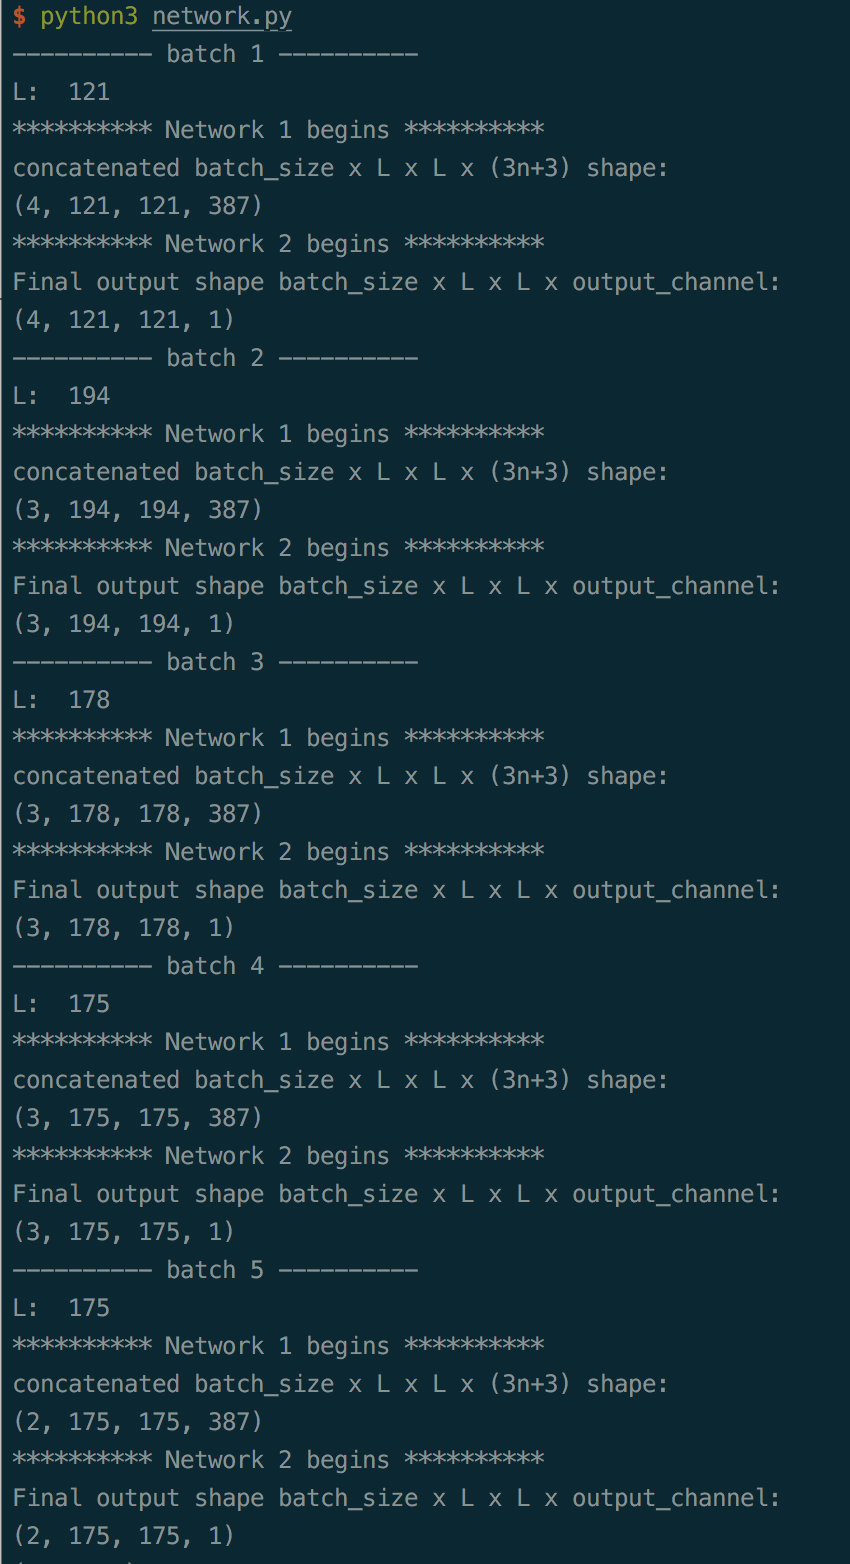 $ python3 network.py
────────── batch 1 ──────────
L:  121
********** Network 1 begins **********
concatenated batch_size x L x L x (3n+3) shape:
(4, 121, 121, 387)
********** Network 2 begins **********
Final output shape batch_size x L x L x output_channel:
(4, 121, 121, 1)
────────── batch 2 ──────────
L:  194
********** Network 1 begins **********
concatenated batch_size x L x L x (3n+3) shape:
(3, 194, 194, 387)
********** Network 2 begins **********
Final output shape batch_size x L x L x output_channel:
(3, 194, 194, 1)
────────── batch 3 ──────────
L:  178
********** Network 1 begins **********
concatenated batch_size x L x L x (3n+3) shape:
(3, 178, 178, 387)
********** Network 2 begins **********
Final output shape batch_size x L x L x output_channel:
(3, 178, 178, 1)
────────── batch 4 ──────────
L:  175
********** Network 1 begins **********
concatenated batch_size x L x L x (3n+3) shape:
(3, 175, 175, 387)
********** Network 2 begins **********
Final output shape batch_size x L x L x output_channel:
(3, 175, 175, 1)
────────── batch 5 ──────────
L:  175
********** Network 1 begins **********
concatenated batch_size x L x L x (3n+3) shape:
(2, 175, 175, 387)
********** Network 2 begins **********
Final output shape batch_size x L x L x output_channel:
(2, 175, 175, 1)